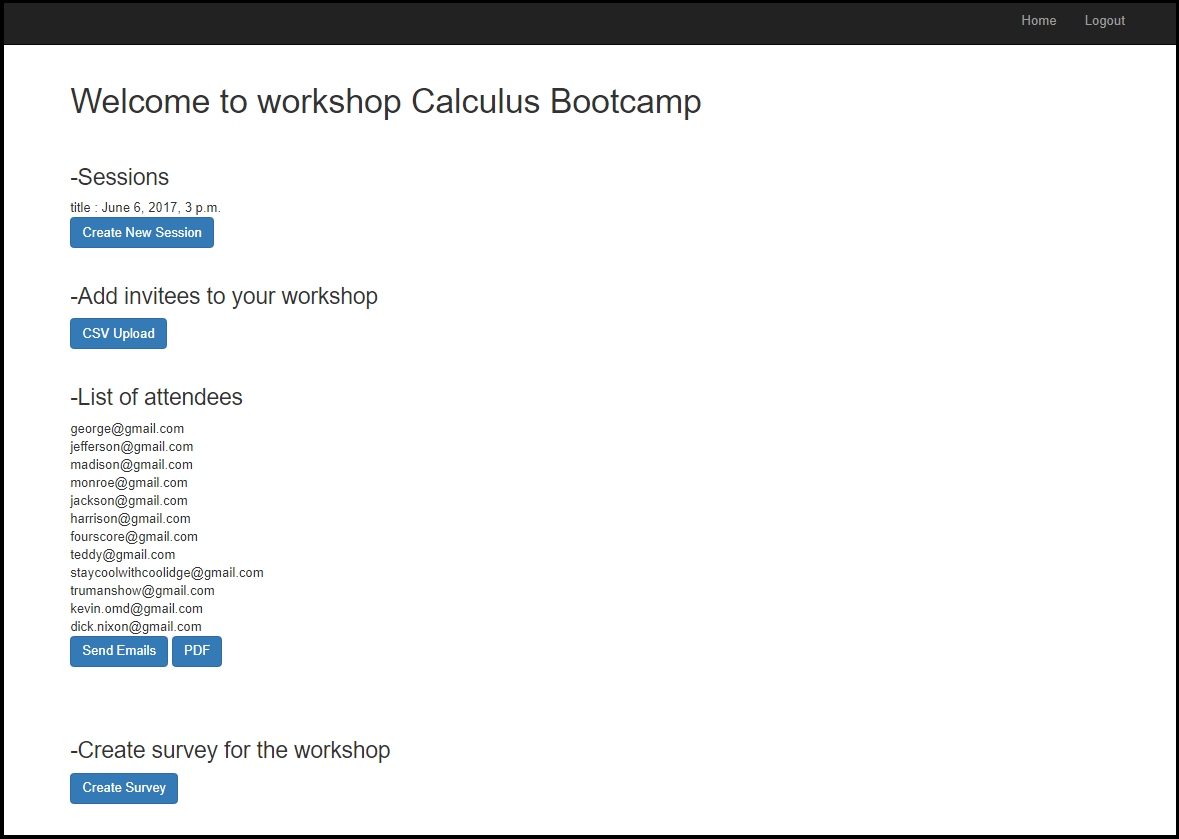 Home Logout
Welcome to workshop Calculus Bootcamp
-Sessions
title : June 6, 2017, 3 p.m.
Create New Session
-Add invitees to your workshop
CSV Upload
-List of attendees
george@gmail.com
jefferson@gmail.com
madison@gmail.com
monroe@gmail.com
jackson@gmail.com
harrison@gmail.com
fourscore@gmail.com
teddy@gmail.com
staycoolwithcoolidge@gmail.com
trumanshow@gmail.com
kevin.omd@gmail.com
dick.nixon@gmail.com
Send Emails PDF
-Create survey for the workshop
Create Survey